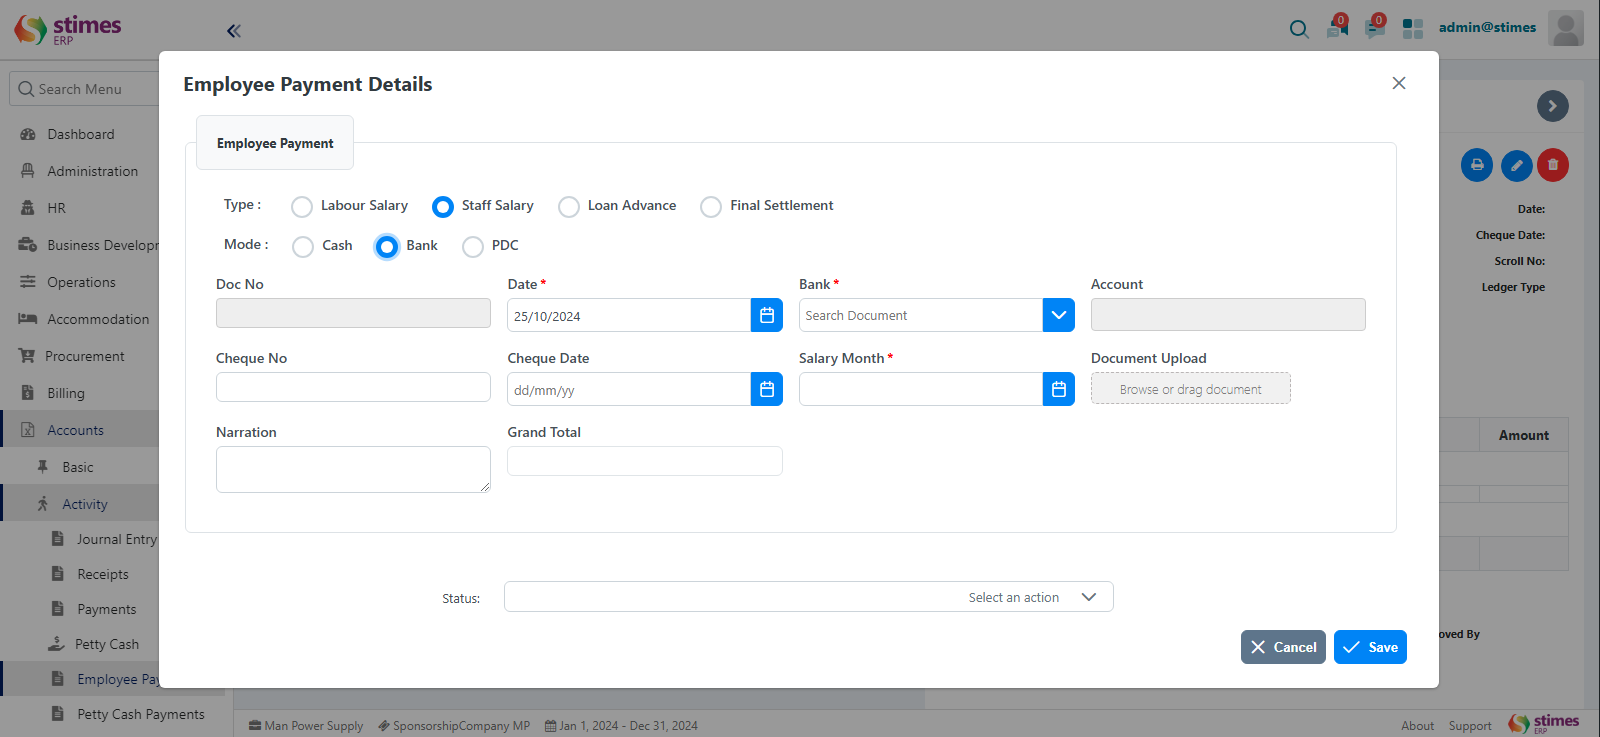 stimes
ERP
0
0
admin@stimes
Search Menu
Dashboard
Administration
HR
Business Develop
Operations
Accommodation
Procurement
Billing
Accounts
Basic
Activity
Journal Entry
Receipts
Payments
Petty Cash
Employee Pay
Petty Cash Payments
Employee Payment Details
Employee Payment
Type : Labour Salary Staff Salary Loan Advance Final Settlement
Mode : Cash Bank PDC
Doc No Date * Bank * Account
25/10/2024 Search Document
Cheque No Cheque Date Salary Month * Document Upload
dd/mm/yy Browse or drag document
Narration Grand Total
Status: Select an action
Cancel Save
Date:
Cheque Date:
Scroll No:
Ledger Type
Amount
oved By
Man Power Supply SponsorshipCompany MP Jan 1, 2024 - Dec 31, 2024
About Support stimes
ERP